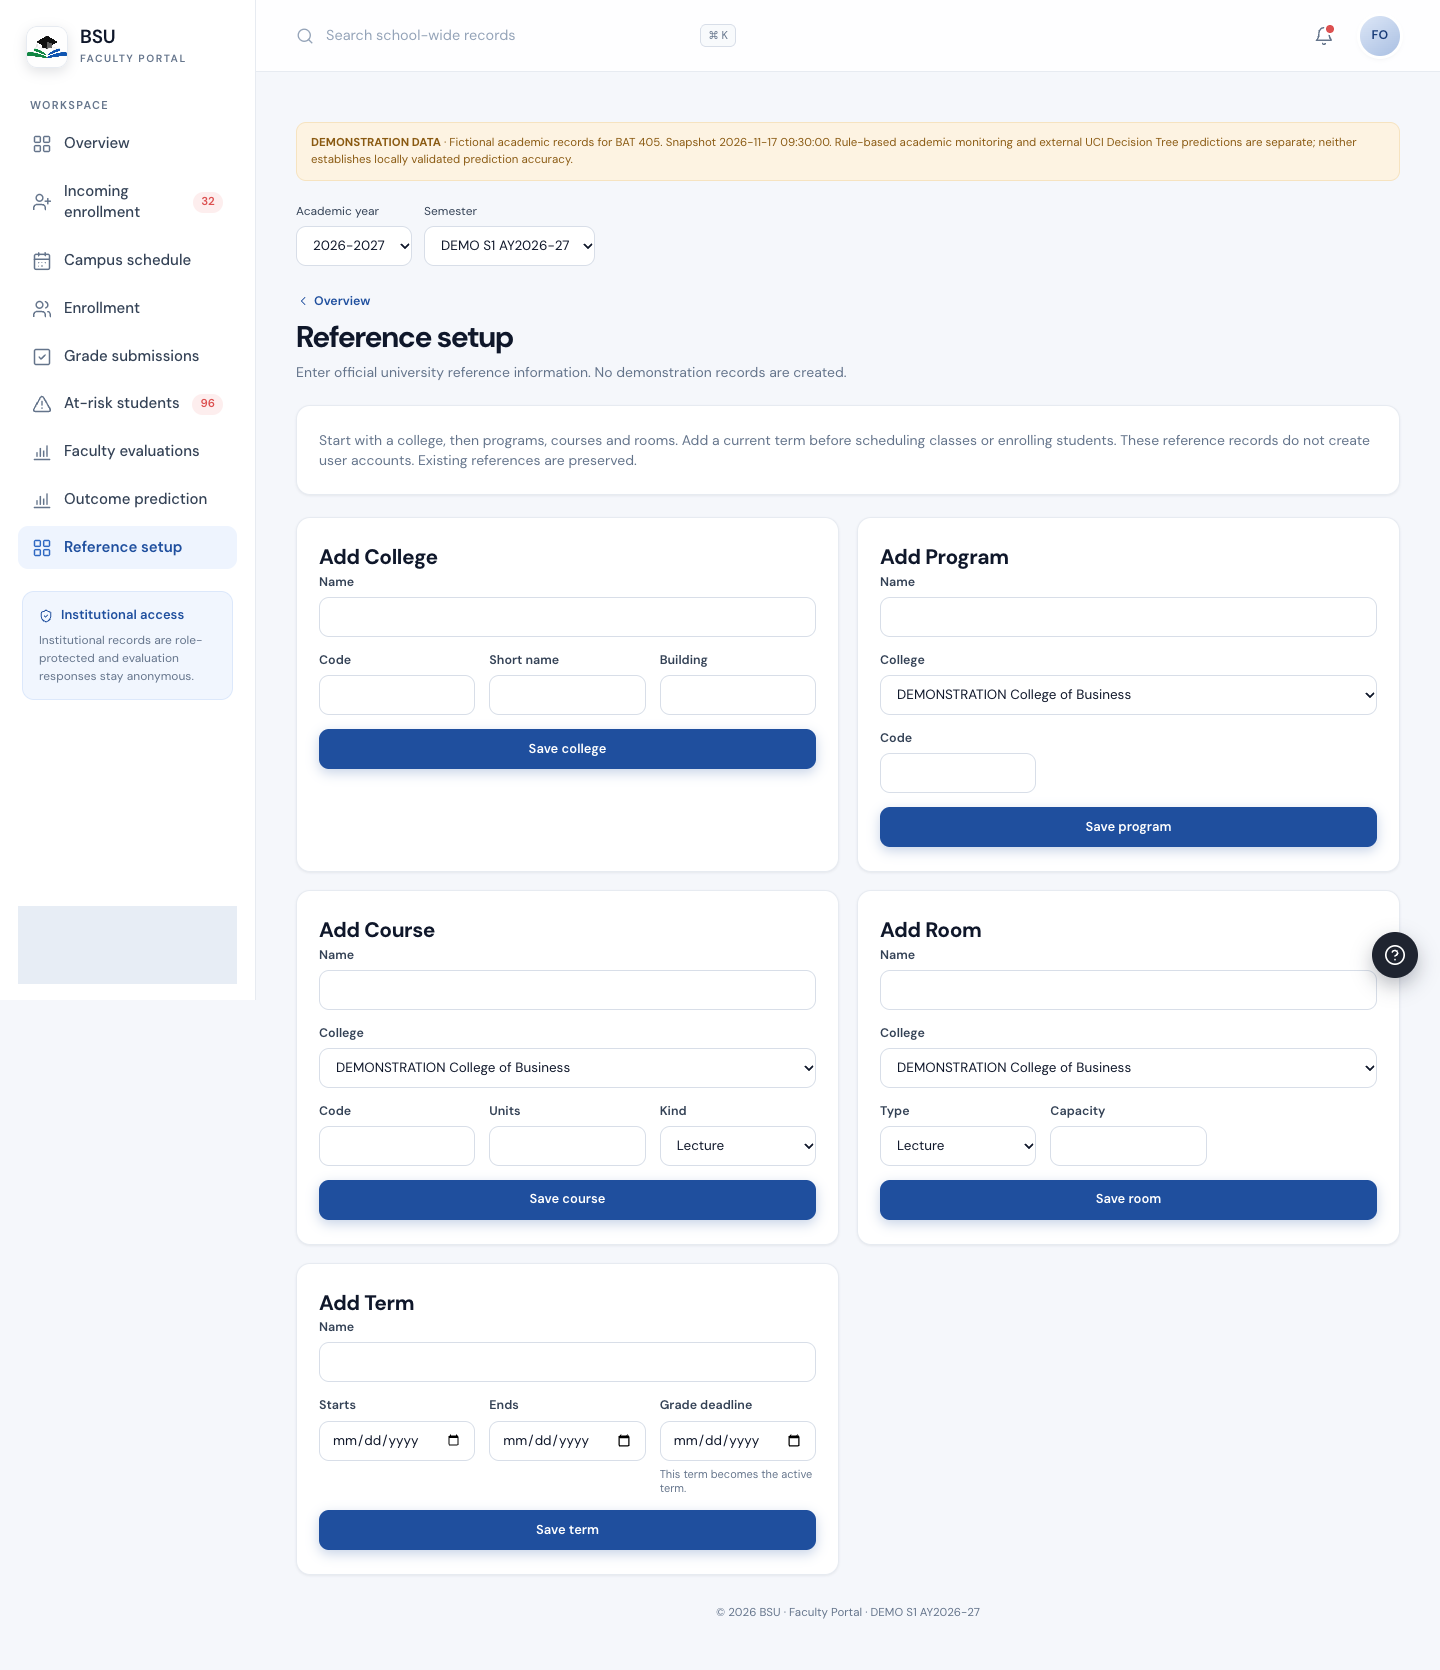 BSU
FACULTY PORTAL
Search school-wide records
⌘ K
FO
WORKSPACE
Overview
Incoming
enrollment
32
Campus schedule
Enrollment
Grade submissions
At-risk students
96
Faculty evaluations
Outcome prediction
Reference setup
Institutional access
Institutional records are role-
protected and evaluation
responses stay anonymous.
DEMONSTRATION DATA · Fictional academic records for BAT 405. Snapshot 2026-11-17 09:30:00. Rule-based academic monitoring and external UCI Decision Tree predictions are separate; neither
establishes locally validated prediction accuracy.
Academic year
Semester
2026-2027
DEMO S1 AY2026-27
Overview
Reference setup
Enter official university reference information. No demonstration records are created.
Start with a college, then programs, courses and rooms. Add a current term before scheduling classes or enrolling students. These reference records do not create
user accounts. Existing references are preserved.
Add College
Name
Code
Short name
Building
Save college
Add Program
Name
College
DEMONSTRATION College of Business
Code
Save program
Add Course
Name
College
DEMONSTRATION College of Business
Code
Units
Kind
Lecture
Save course
Add Room
Name
College
DEMONSTRATION College of Business
Type
Capacity
Lecture
Save room
Add Term
Name
Starts
Ends
Grade deadline
mm/dd/yyyy
mm/dd/yyyy
mm/dd/yyyy
This term becomes the active
term.
Save term
© 2026 BSU · Faculty Portal · DEMO S1 AY2026-27